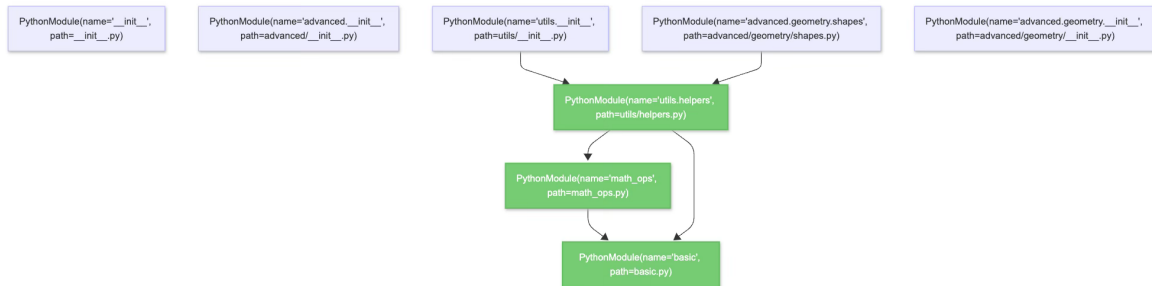 PythonModule(name='__init__',
path=__init__.py)
PythonModule(name='advanced.__init__',
path=advanced/__init__.py)
PythonModule(name='utils.__init__',
path=utils/__init__.py)
PythonModule(name='advanced.geometry.shapes',
path=advanced/geometry/shapes.py)
PythonModule(name='advanced.geometry.__init__',
path=advanced/geometry/__init__.py)
PythonModule(name='utils.helpers',
path=utils/helpers.py)
PythonModule(name='math_ops',
path=math_ops.py)
PythonModule(name='basic',
path=basic.py)